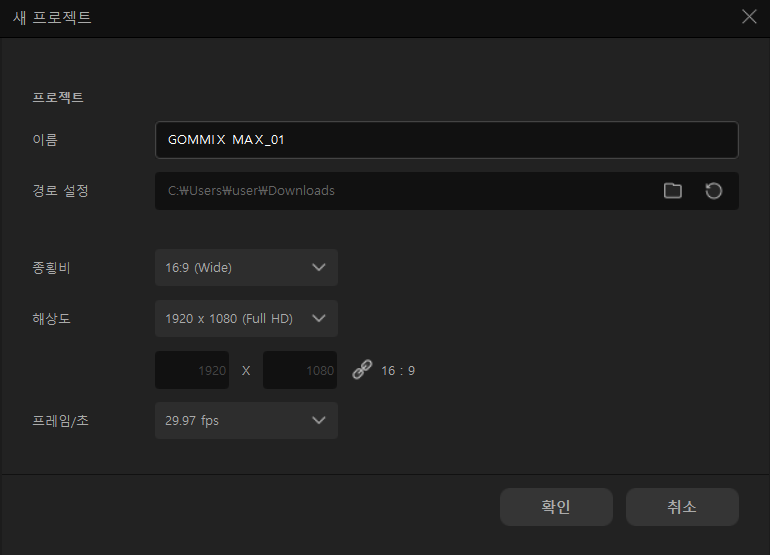 새 프로젝트
프로젝트
이름 GOMMIX MAX_01
경로 설정 C:₩Users₩user₩Downloads
종횡비 16:9 (Wide)
해상도 1920 x 1080 (Full HD)
1920 X 1080 16 : 9
프레임/초 29.97 fps
확인 취소